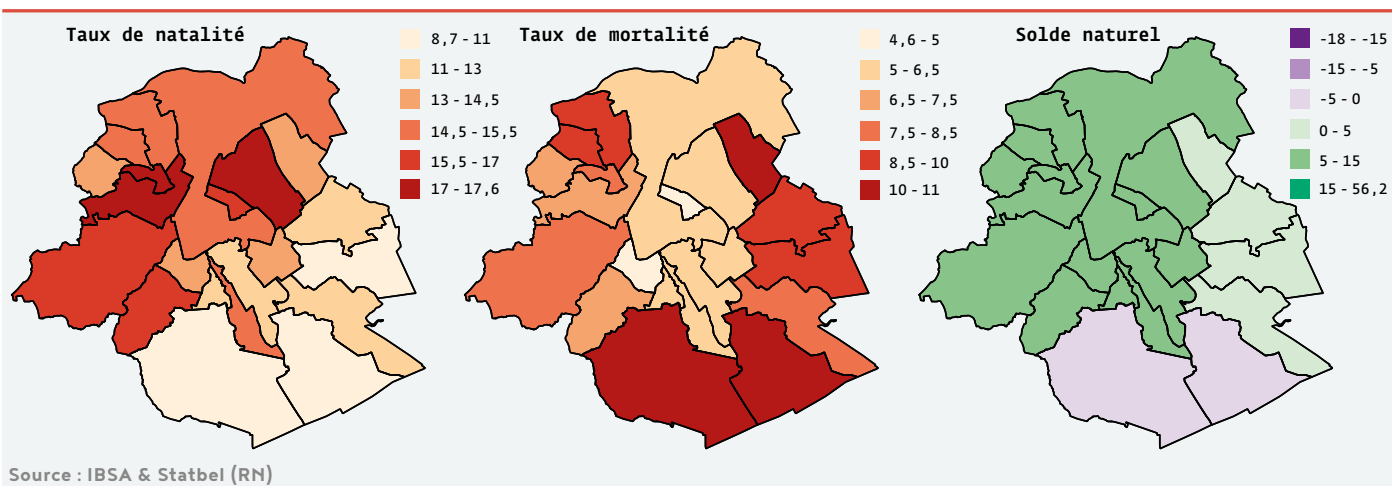 Taux de natalité
8,7 - 11
11 - 13
13 - 14,5
14,5 - 15,5
15,5 - 17
17 - 17,6
Taux de mortalité
4,6 - 5
5 - 6,5
6,5 - 7,5
7,5 - 8,5
8,5 - 10
10 - 11
Solde naturel
-18 - -15
-15 - -5
-5 - 0
0 - 5
5 - 15
15 - 56,2
Source : IBSA & Statbel (RN)